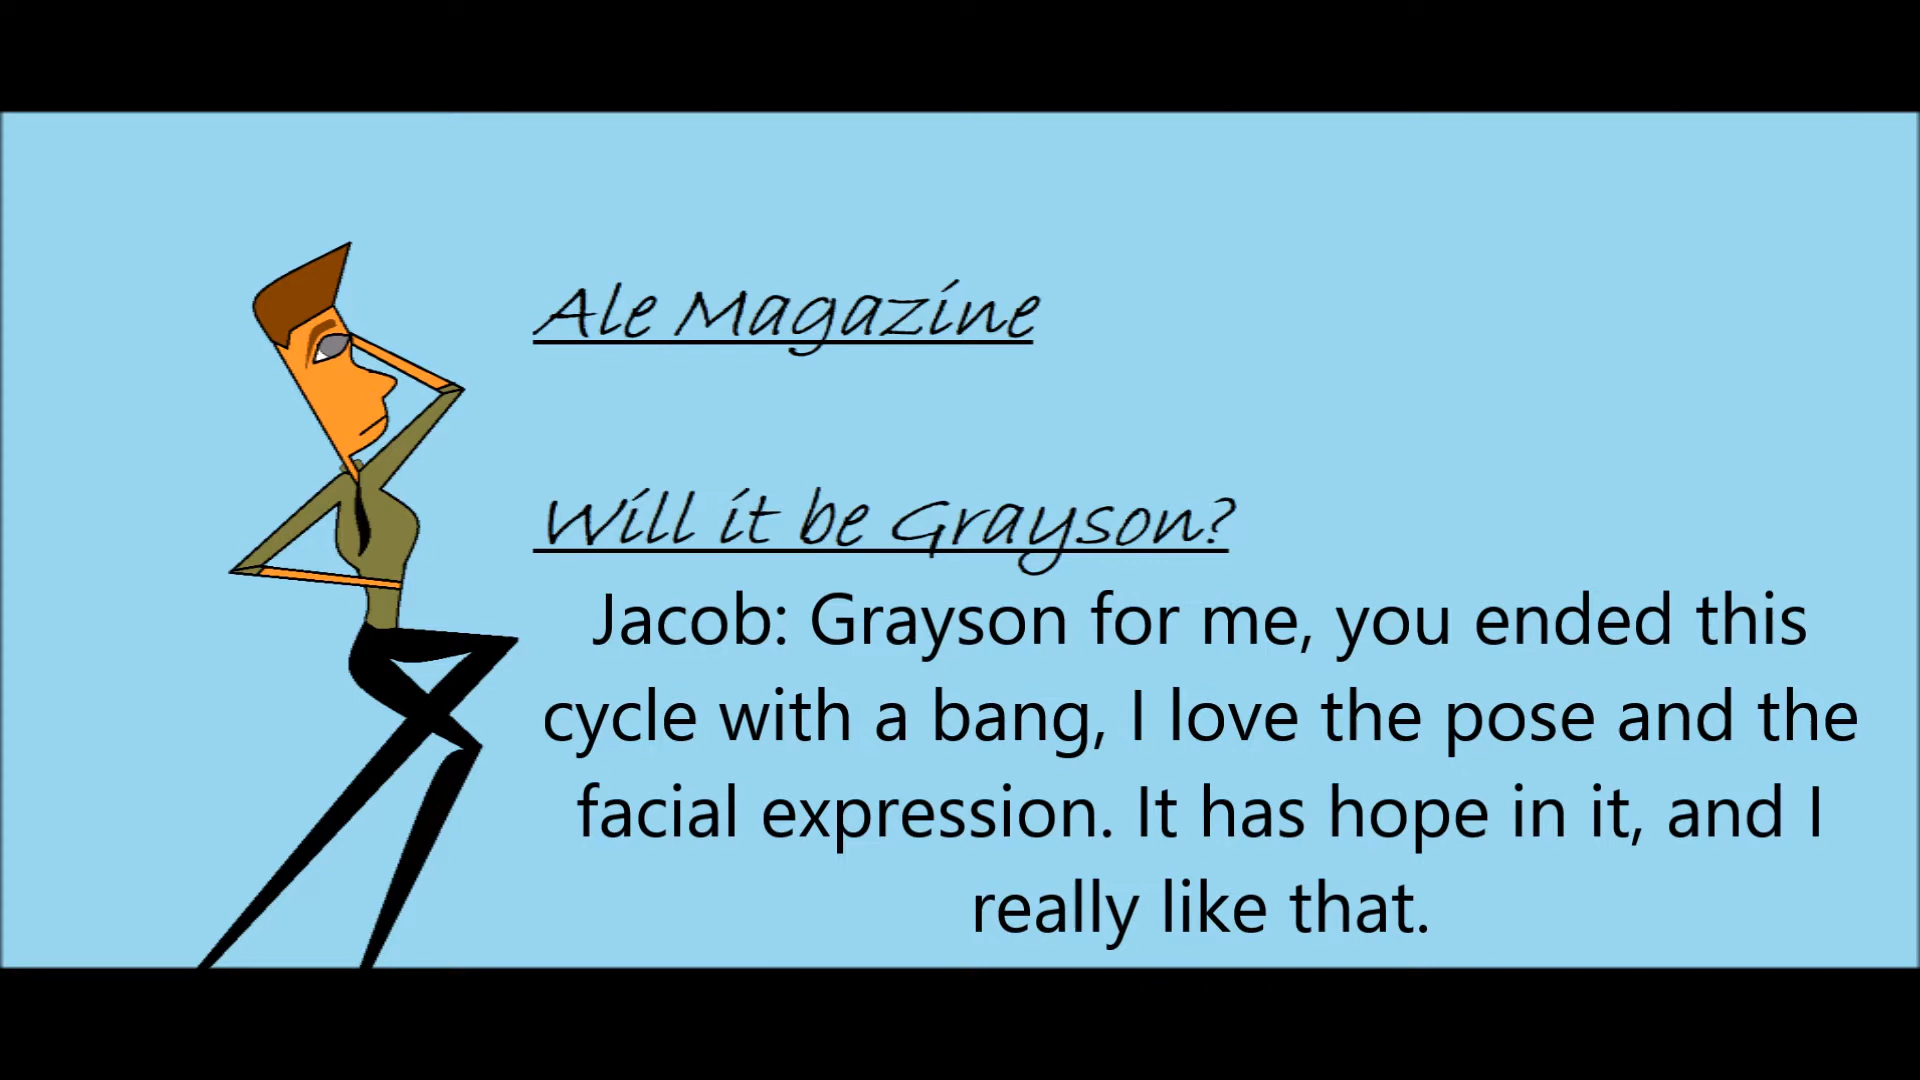 Ale Magazine
Will it be Grayson?
Jacob: Grayson for me, you ended this
cycle with a bang, I love the pose and the
facial expression. It has hope in it, and I
really like that.